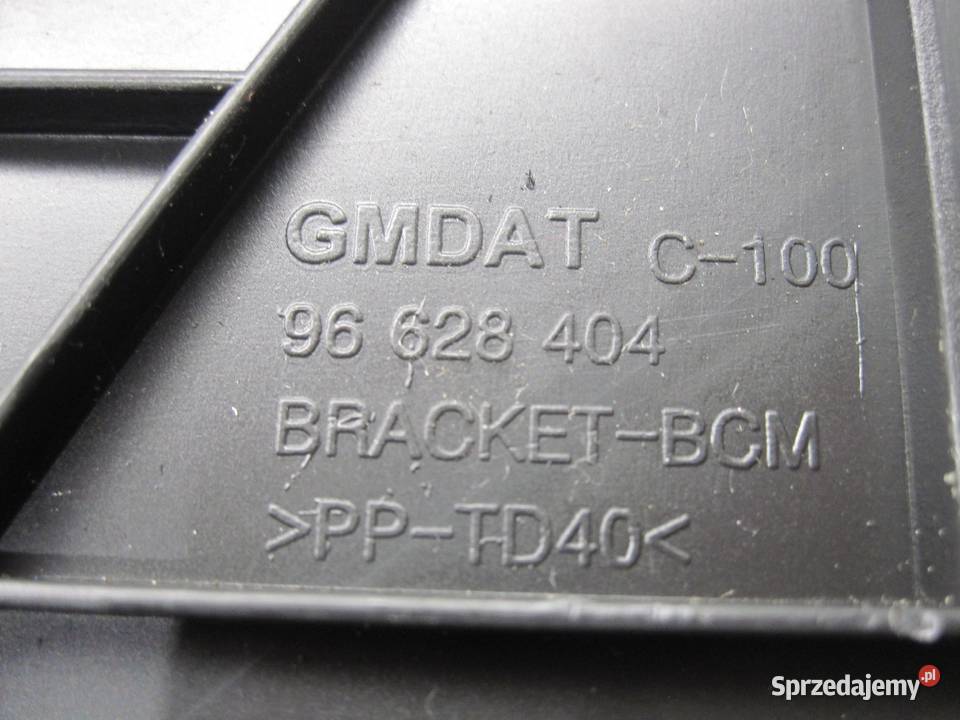 GMDAT C-100
96 628 404
BRACKET-BCM
>PP-TD40<
Sprzedajemy.pl